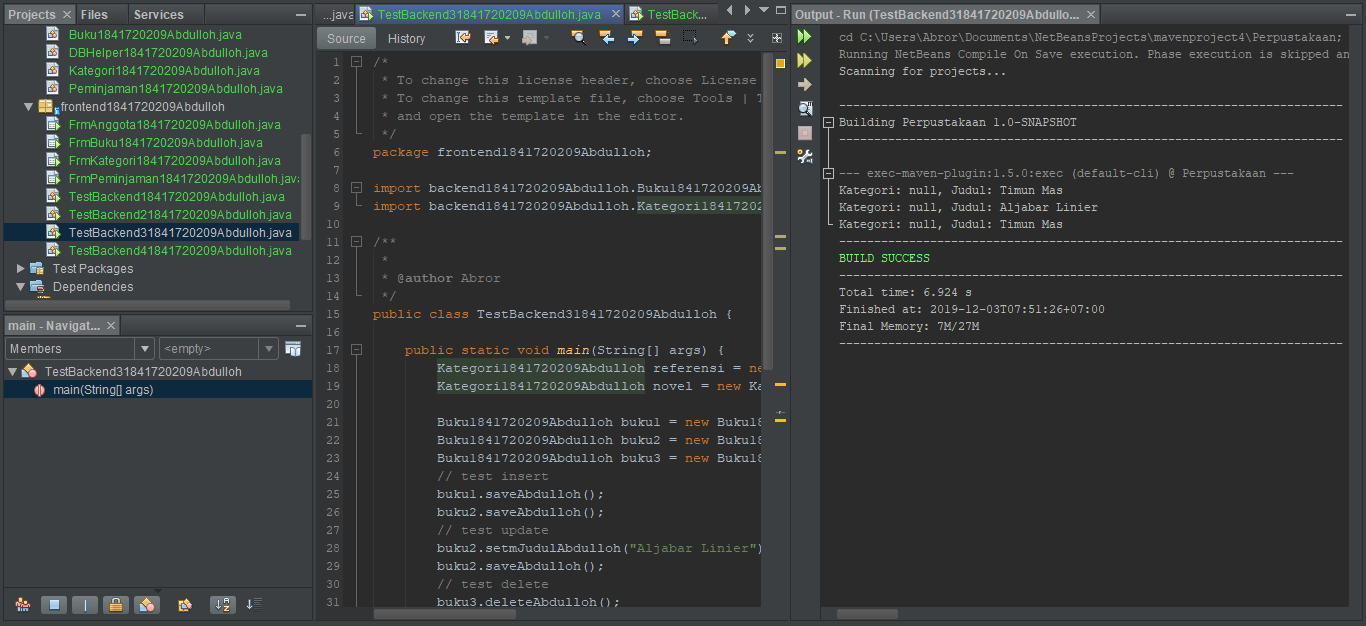 Projects
Files
Services
Buku1841720209Abdulloh.java
DBHelper1841720209Abdulloh.java
Kategori1841720209Abdulloh.java
Peminjaman1841720209Abdulloh.java
frontend1841720209Abdulloh
FrmAnggota1841720209Abdulloh.java
FrmBuku1841720209Abdulloh.java
FrmKategori1841720209Abdulloh.java
FrmPeminjaman1841720209Abdulloh.java
TestBackend1841720209Abdulloh.java
TestBackend21841720209Abdulloh.java
TestBackend31841720209Abdulloh.java
TestBackend41841720209Abdulloh.java
Test Packages
Dependencies
main - Navigat...
Members
<empty>
TestBackend31841720209Abdulloh
main(String[] args)
...java
TestBackend31841720209Abdulloh.java
TestBack...
Source
History
1 /*
2 * To change this license header, choose License
3 * To change this template file, choose Tools | T
4 * and open the template in the editor.
5 */
6 package frontend1841720209Abdulloh;
7
8 import backend1841720209Abdulloh.Buku1841720209Ab
9 import backend1841720209Abdulloh.Kategori18417202
10
11 /**
12 *
13 * @author Abror
14 */
15 public class TestBackend31841720209Abdulloh {
16
17 public static void main(String[] args) {
18 Kategori1841720209Abdulloh referensi = ne
19 Kategori1841720209Abdulloh novel = new Ka
20
21 Buku1841720209Abdulloh buku1 = new Buku18
22 Buku1841720209Abdulloh buku2 = new Buku18
23 Buku1841720209Abdulloh buku3 = new Buku18
24 // test insert
25 buku1.saveAbdulloh();
26 buku2.saveAbdulloh();
27 // test update
28 buku2.setmJudulAbdulloh("Aljabar Linier")
29 buku2.saveAbdulloh();
30 // test delete
31 buku3.deleteAbdulloh();
Output - Run (TestBackend31841720209Abdullo...
cd C:\Users\Abror\Documents\NetBeansProjects\mavenproject4\Perpustakaan;
Running NetBeans Compile On Save execution. Phase execution is skipped an
Scanning for projects...
------------------------------------------------------------------------
Building Perpustakaan 1.0-SNAPSHOT
------------------------------------------------------------------------
--- exec-maven-plugin:1.5.0:exec (default-cli) @ Perpustakaan ---
Kategori: null, Judul: Timun Mas
Kategori: null, Judul: Aljabar Linier
Kategori: null, Judul: Timun Mas
------------------------------------------------------------------------
BUILD SUCCESS
------------------------------------------------------------------------
Total time: 6.924 s
Finished at: 2019-12-03T07:51:26+07:00
Final Memory: 7M/27M
------------------------------------------------------------------------